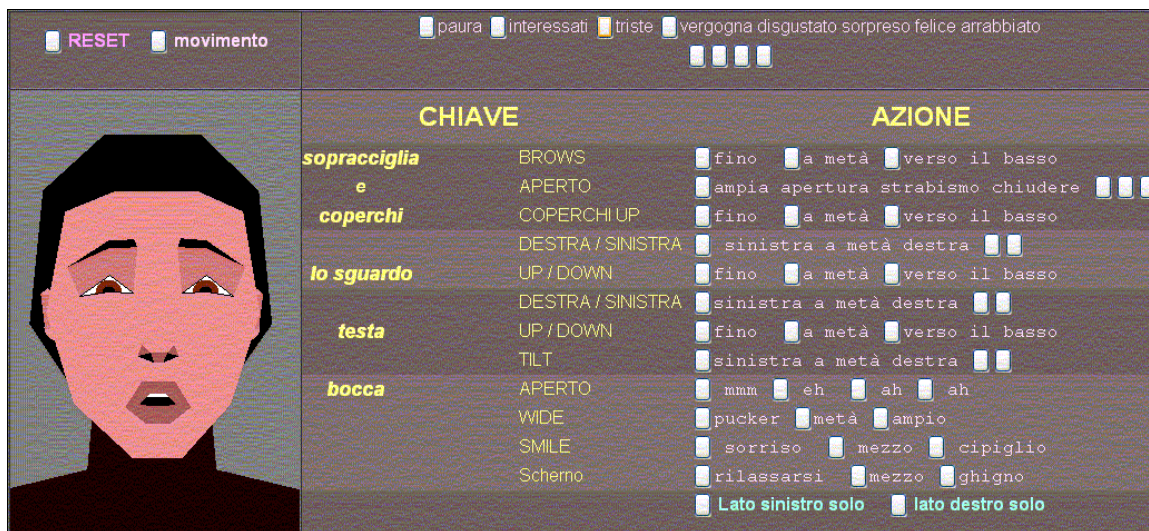 RESET movimento
paura interessati triste vergogna disgustato sorpreso felice arrabbiato
CHIAVE AZIONE
sopracciglia BROWS fino a metà verso il basso
e APERTO ampia apertura strabismo chiudere
coperchi COPERCHI UP fino a metà verso il basso
DESTRA / SINISTRA sinistra a metà destra
lo sguardo UP / DOWN fino a metà verso il basso
DESTRA / SINISTRA sinistra a metà destra
testa UP / DOWN fino a metà verso il basso
TILT sinistra a metà destra
bocca APERTO mmm eh ah ah
WIDE pucker metà ampio
SMILE sorriso mezzo cipiglio
Scherno rilassarsi mezzo ghigno
Lato sinistro solo lato destro solo